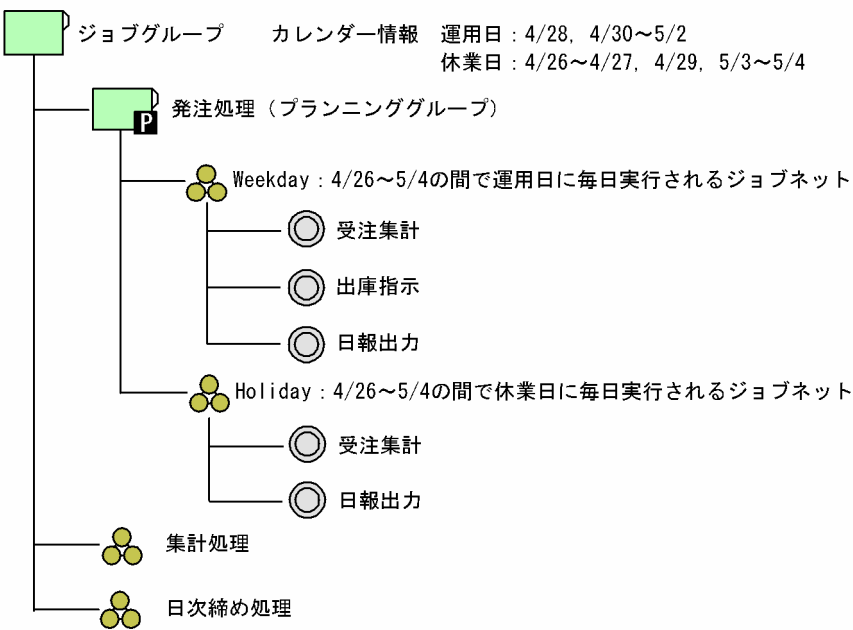 ジョブグループ　　カレンダー情報　運用日：4/28, 4/30～5/2
休業日：4/26～4/27, 4/29, 5/3～5/4
発注処理（プランニンググループ）
P
Weekday：4/26～5/4の間で運用日に毎日実行されるジョブネット
受注集計
出庫指示
日報出力
Holiday：4/26～5/4の間で休業日に毎日実行されるジョブネット
受注集計
日報出力
集計処理
日次締め処理